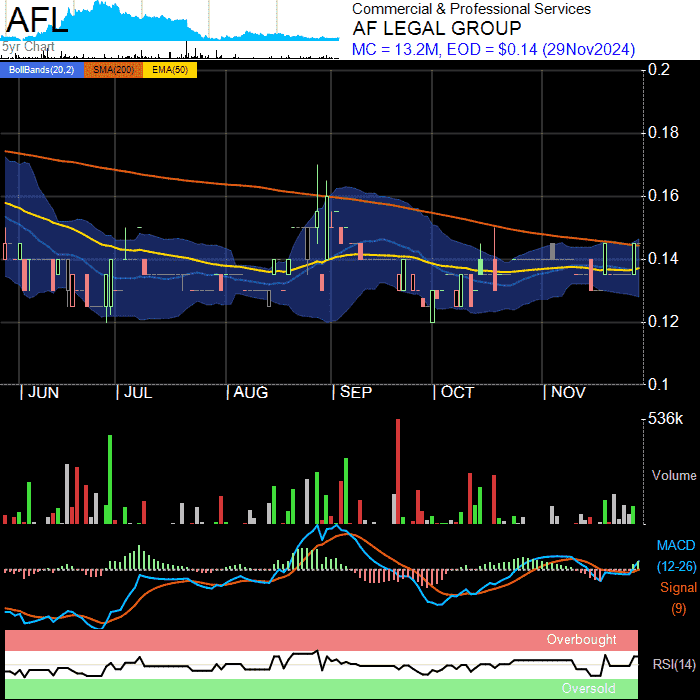 AFL
5yr Chart
Commercial & Professional Services
AF LEGAL GROUP
MC = 13.2M, EOD = $0.14 (29Nov2024)
BollBands(20,2) SMA(200) EMA(50)
0.2
0.18
0.16
0.14
0.12
0.1
JUN JUL AUG SEP OCT NOV
536k
Volume
MACD
(12-26)
Signal
(9)
Overbought
RSI(14)
Oversold